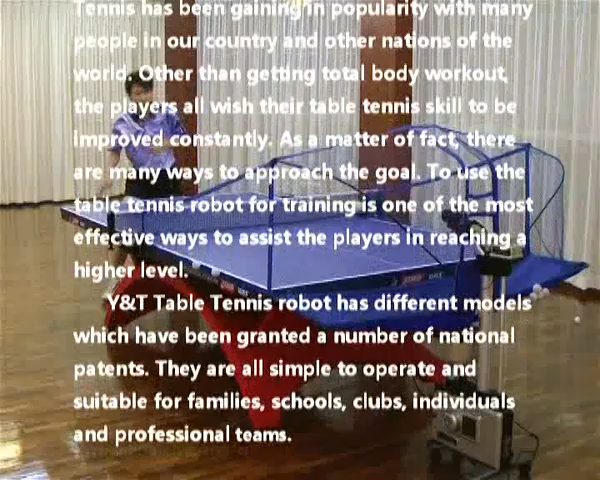 Tennis has been gaining in popularity with many
people in our country and other nations of the
world. Other than getting total body workout,
the players all wish their table tennis skill to be
improved constantly. As a matter of fact, there
are many ways to approach the goal. To use the
table tennis robot for training is one of the most
effective ways to assist the players in reaching a
higher level.
Y&T Table Tennis robot has different models
which have been granted a number of national
patents. They are all simple to operate and
suitable for families, schools, clubs, individuals
and professional teams.